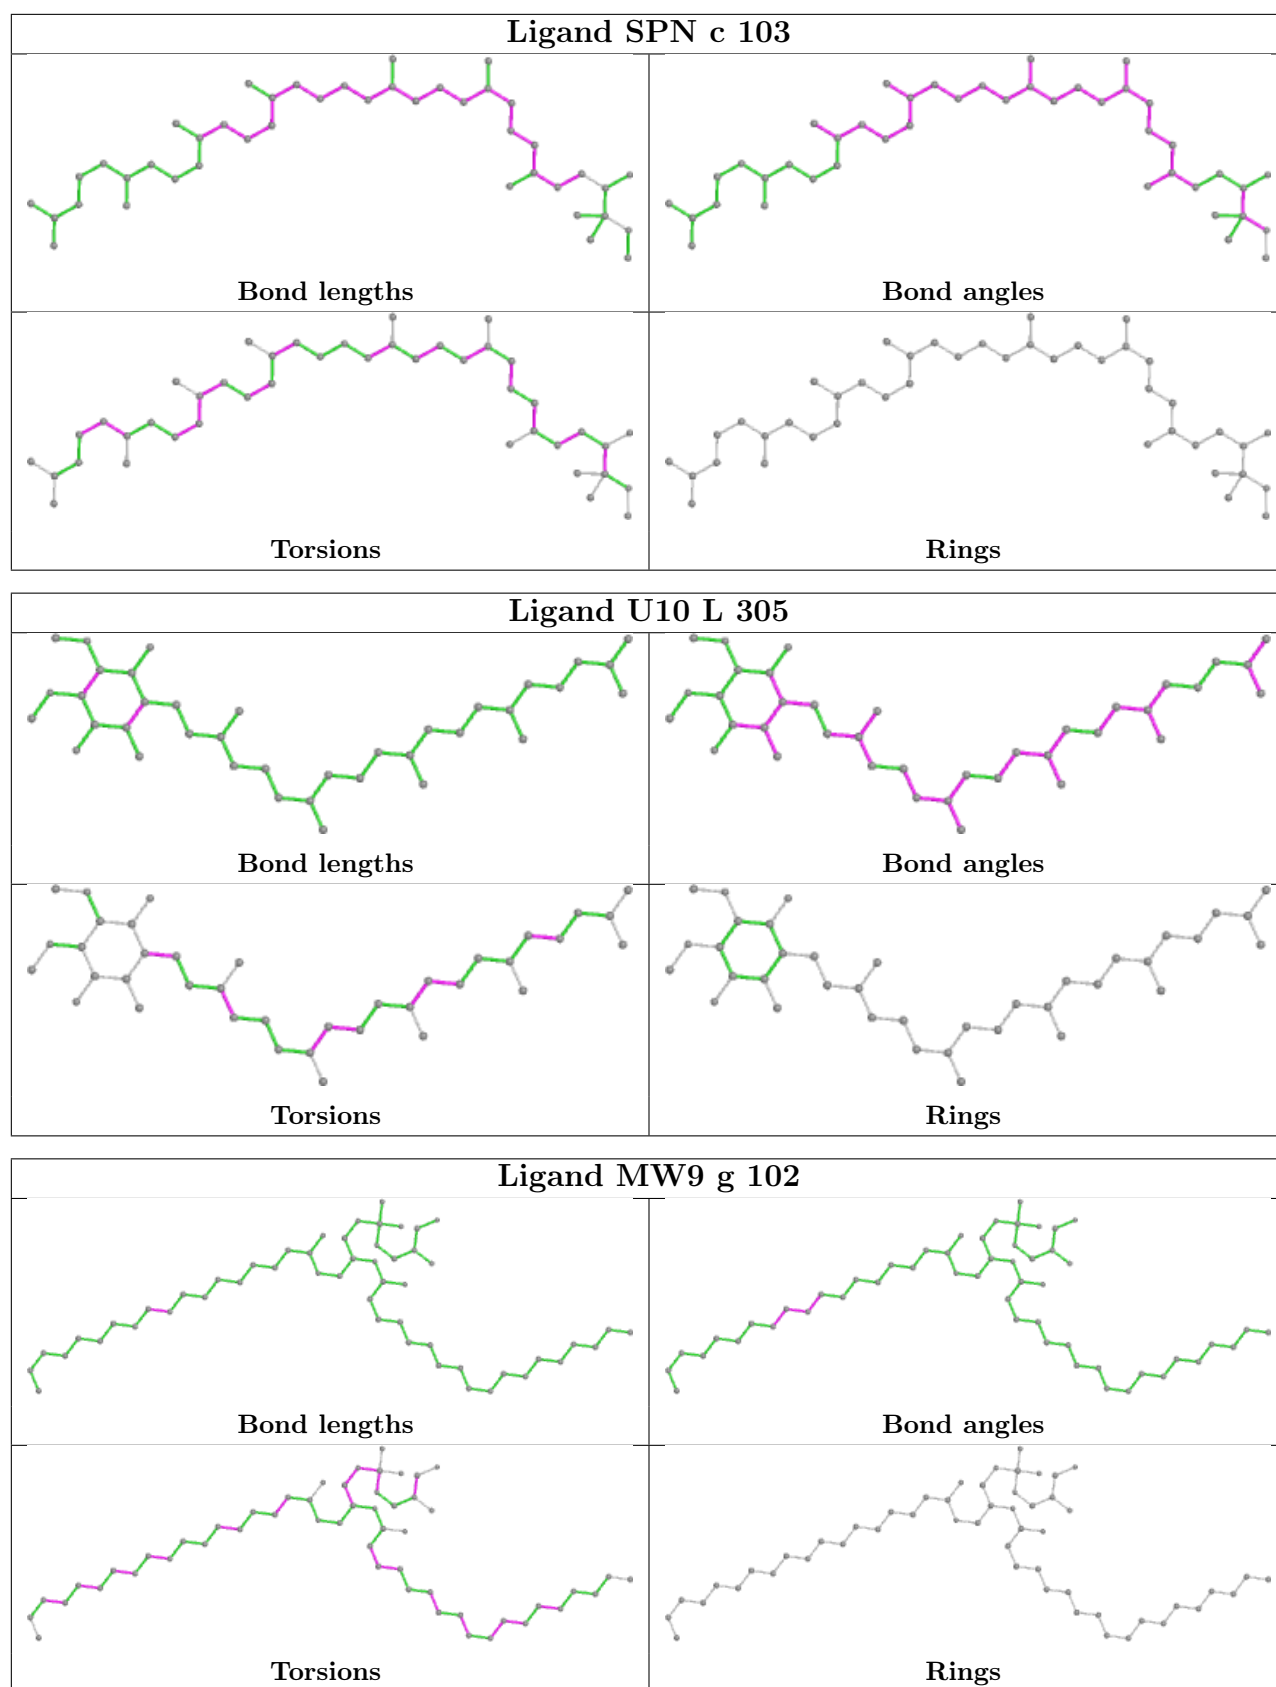 Ligand SPN c 103
Bond lengths
Bond angles
Torsions
Rings
Ligand U10 L 305
Bond lengths
Bond angles
Torsions
Rings
Ligand MW9 g 102
Bond lengths
Bond angles
Torsions
Rings